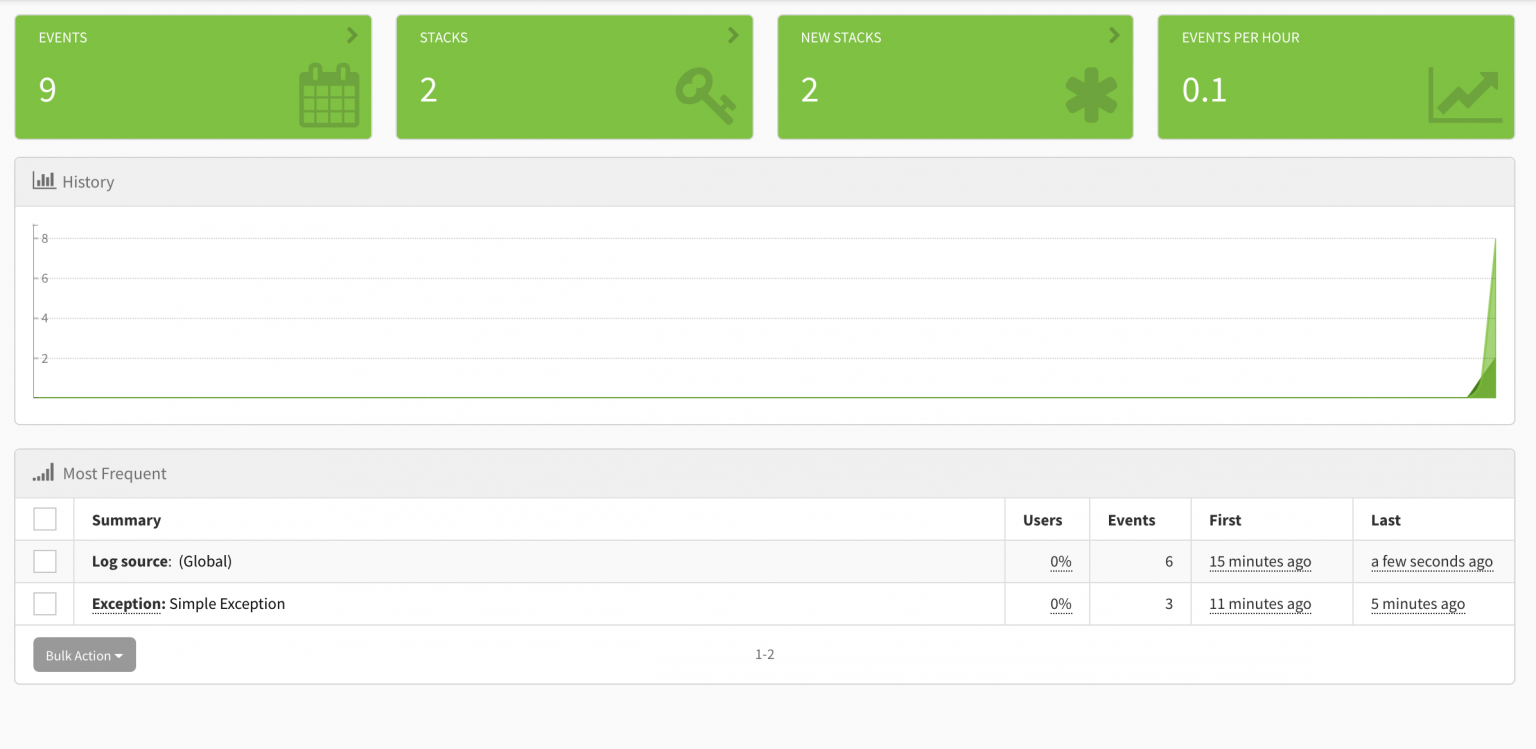 EVENTS
9
STACKS
2
NEW STACKS
2
EVENTS PER HOUR
0.1
History
8
6
4
2
Most Frequent
Summary Users Events First Last
Log source: (Global) 0% 6 15 minutes ago a few seconds ago
Exception: Simple Exception 0% 3 11 minutes ago 5 minutes ago
Bulk Action 1-2